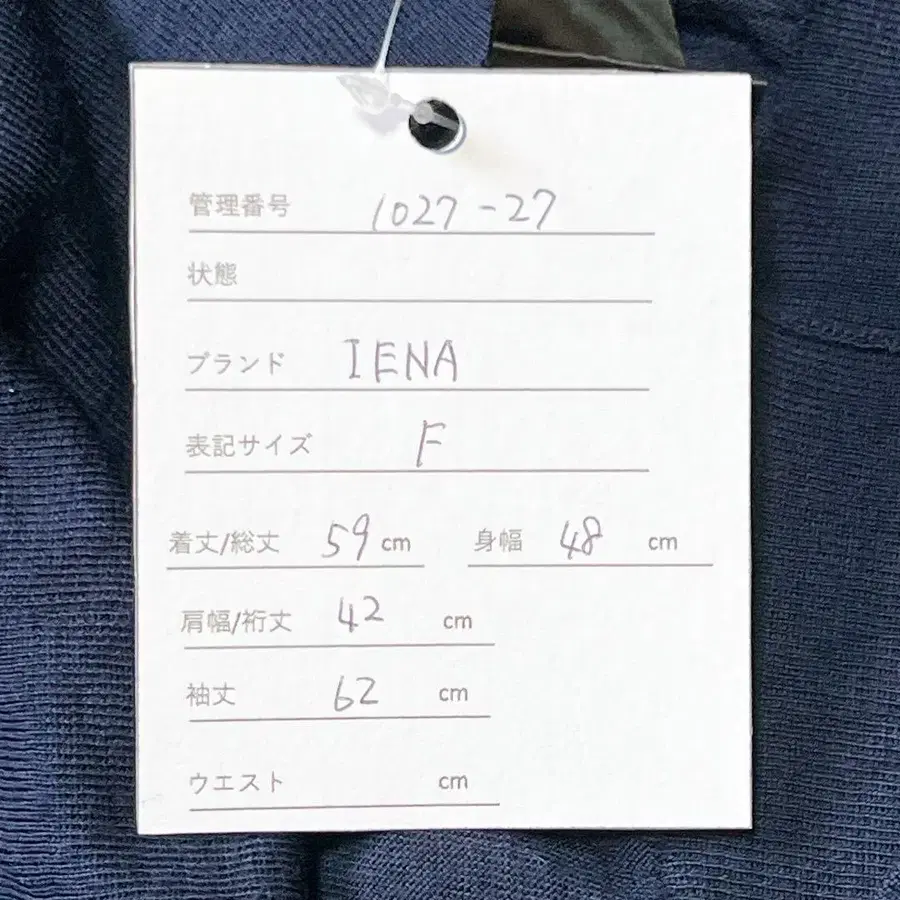 管理番号 1027-27
状態
ブランド IENA
表記サイズ F
着丈/総丈 59 cm 身幅 48 cm
肩幅/裄丈 42 cm
袖丈 62 cm
ウエスト cm